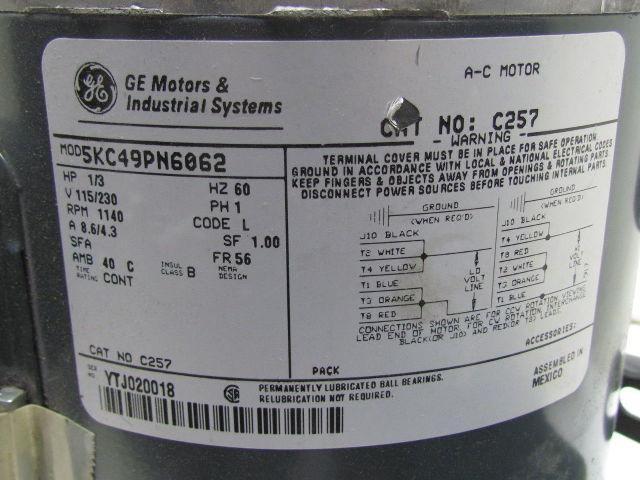 GE Motors &
Industrial Systems
A-C MOTOR
CAT NO: C257
WARNING
TERMINAL COVER MUST BE IN PLACE FOR SAFE OPERATION.
GROUND IN ACCORDANCE WITH LOCAL & NATIONAL ELECTRICAL CODES
KEEP FINGERS & OBJECTS AWAY FROM OPENINGS & ROTATING PARTS
DISCONNECT POWER SOURCES BEFORE TOUCHING INTERNAL PARTS.
MOD 5KC49PN6062
HP 1/3
HZ 60
V 115/230
PH 1
RPM 1140
CODE L
A 8.6/4.3
SF 1.00
SFA
FR 56
AMB 40 C
INSUL CLASS B
NEMA DESIGN
TIME RATING CONT
GROUND
(WHEN REQ'D)
J10 BLACK
T2 WHITE
T4 YELLOW
T1 BLUE
T3 ORANGE
T8 RED
LO
VOLT
LINE
GROUND
(WHEN REQ'D)
J10 BLACK
T4 YELLOW
T8 RED
T2 WHITE
T3 ORANGE
T1 BLUE
HI
VOLT
LINE
CONNECTIONS SHOWN ARE FOR CCW ROTATION VIEWING
LEAD END OF MOTOR. FOR CW ROTATION INTERCHANGE
BLACK(OR J10) AND RED(OR T8) LEADS.
ACCESSORIES:
CAT NO C257
PACK
SER NO YTJ020018
PERMANENTLY LUBRICATED BALL BEARINGS.
RELUBRICATION NOT REQUIRED.
ASSEMBLED IN
MEXICO